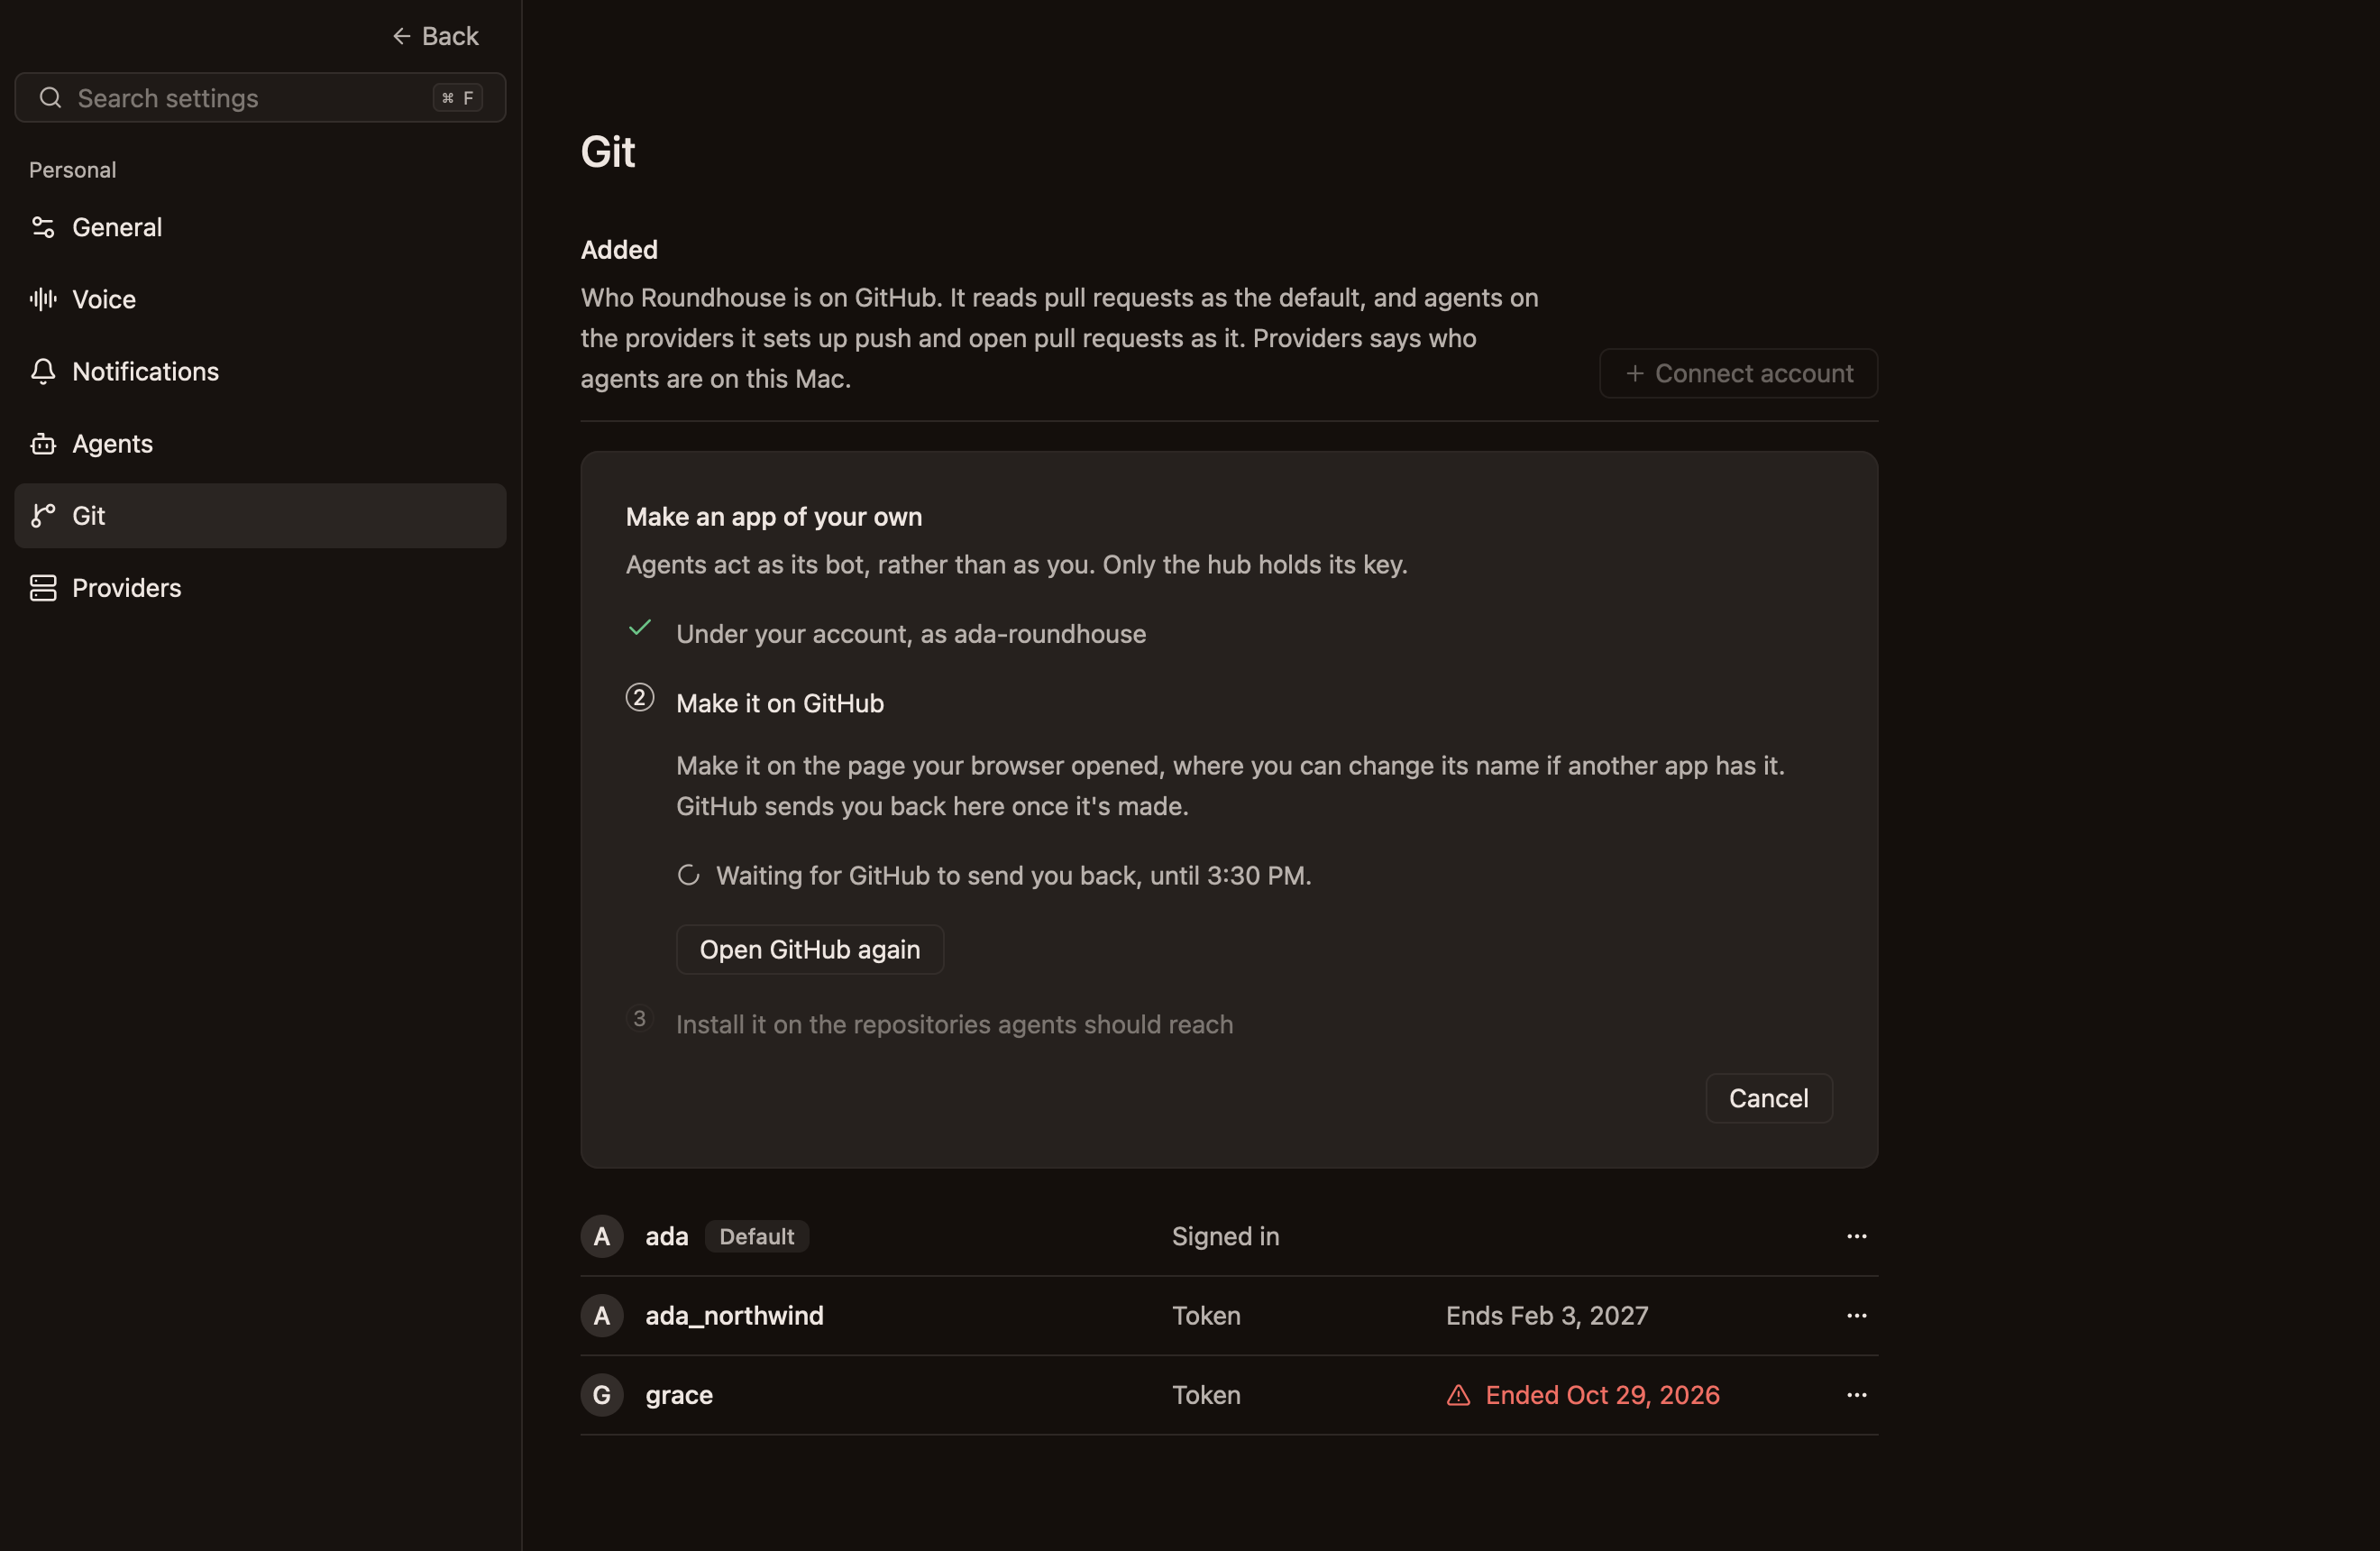 Back
Search settings
⌘ F
Personal
General
Voice
Notifications
Agents
Git
Providers
Git
Added
Who Roundhouse is on GitHub. It reads pull requests as the default, and agents on
the providers it sets up push and open pull requests as it. Providers says who
agents are on this Mac.
+ Connect account
Make an app of your own
Agents act as its bot, rather than as you. Only the hub holds its key.
Under your account, as ada-roundhouse
2 Make it on GitHub
Make it on the page your browser opened, where you can change its name if another app has it.
GitHub sends you back here once it's made.
Waiting for GitHub to send you back, until 3:30 PM.
Open GitHub again
3 Install it on the repositories agents should reach
Cancel
A ada Default Signed in
A ada_northwind Token Ends Feb 3, 2027
G grace Token Ended Oct 29, 2026